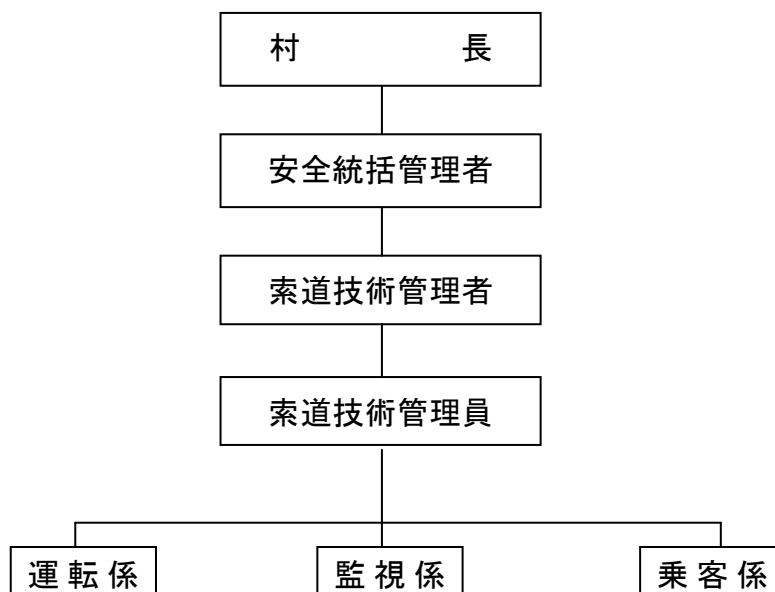 村長
安全統括管理者
索道技術管理者
索道技術管理員
運転係 監視係 乗客係